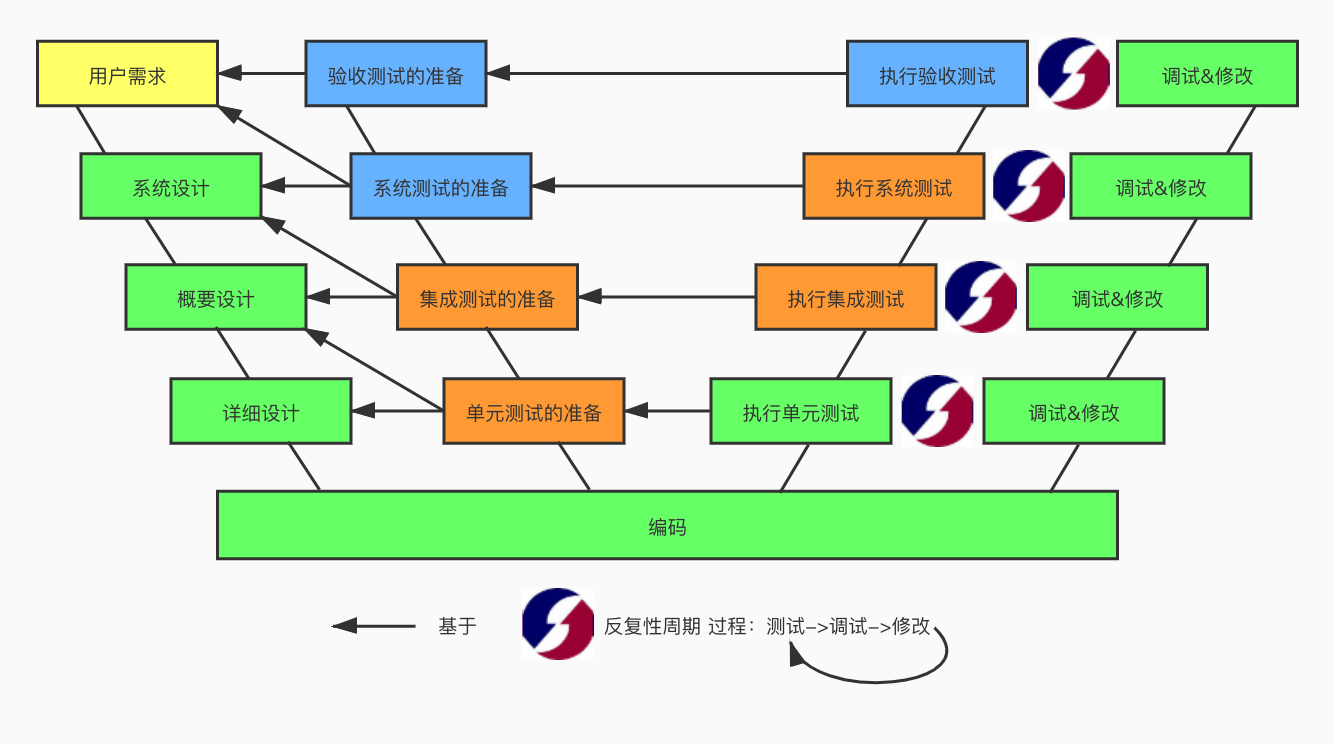 用户需求 验收测试的准备 执行验收测试 调试&修改
系统设计 系统测试的准备 执行系统测试 调试&修改
概要设计 集成测试的准备 执行集成测试 调试&修改
详细设计 单元测试的准备 执行单元测试 调试&修改
编码
基于 反复性周期 过程：测试->调试->修改